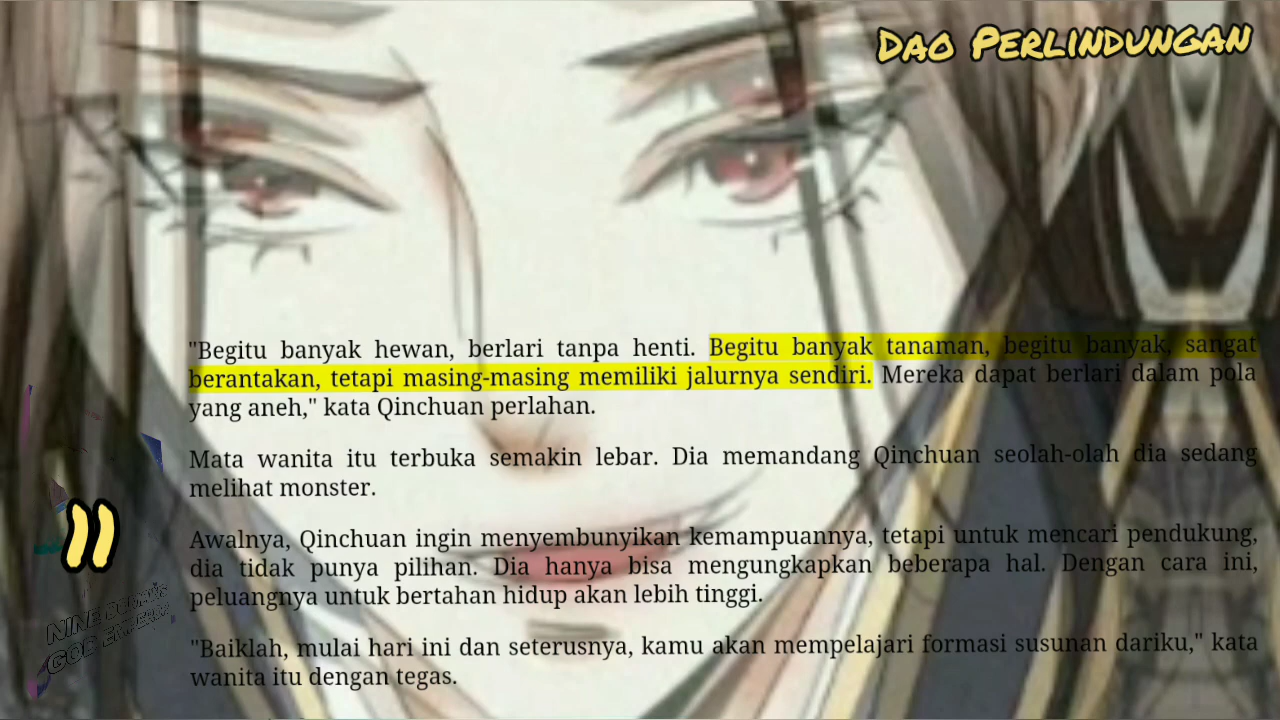 Dao Perlindungan
"Begitu banyak hewan, berlari tanpa henti. Begitu banyak tanaman, begitu banyak, sangat
berantakan, tetapi masing-masing memiliki jalurnya sendiri. Mereka dapat berlari dalam pola
yang aneh," kata Qinchuan perlahan.
Mata wanita itu terbuka semakin lebar. Dia memandang Qinchuan seolah-olah dia sedang
melihat monster.
Awalnya, Qinchuan ingin menyembunyikan kemampuannya, tetapi untuk mencari pendukung,
dia tidak punya pilihan. Dia hanya bisa mengungkapkan beberapa hal. Dengan cara ini,
peluangnya untuk bertahan hidup akan lebih tinggi.
"Baiklah, mulai hari ini dan seterusnya, kamu akan mempelajari formasi susunan dariku," kata
wanita itu dengan tegas.
NINE
GOD